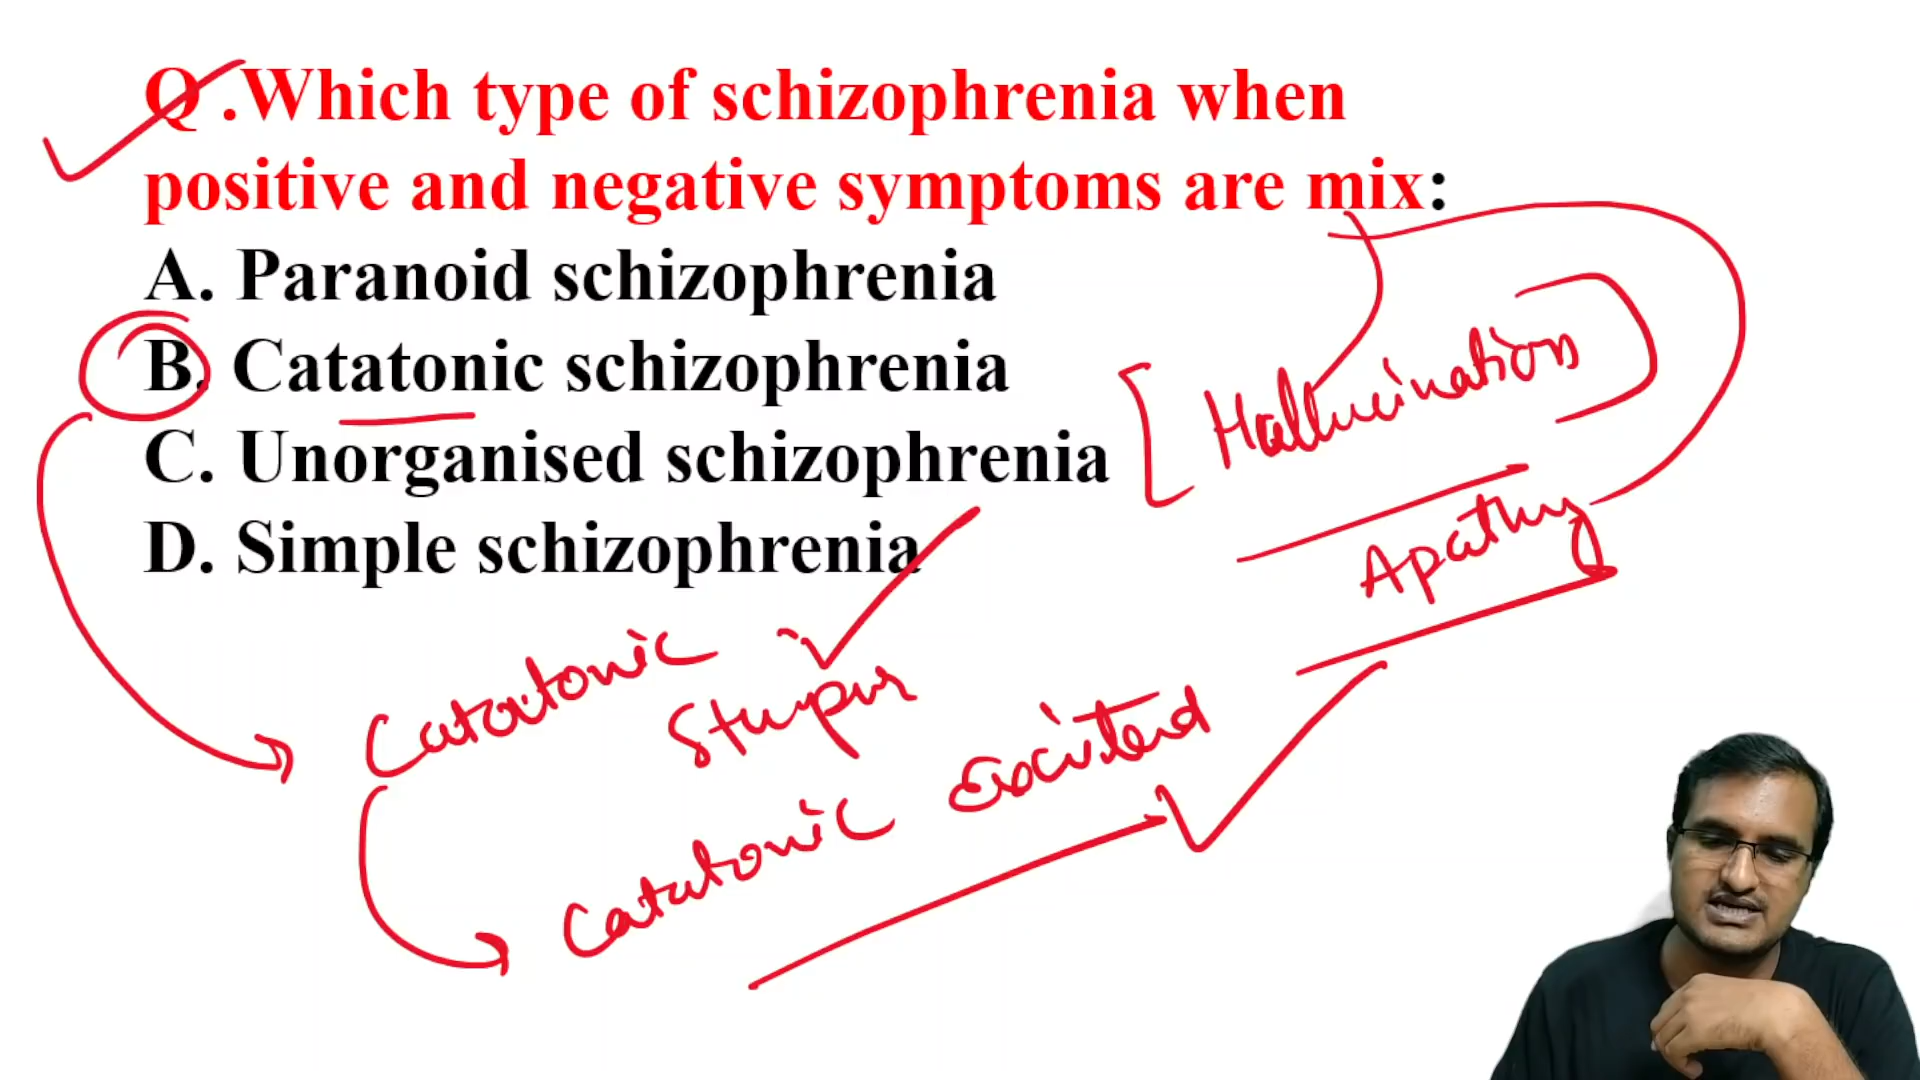 Q .Which type of schizophrenia when
positive and negative symptoms are mix:
A. Paranoid schizophrenia
B. Catatonic schizophrenia
C. Unorganised schizophrenia
D. Simple schizophrenia
Hallucination
Apathy
Catatonic
Stupur
Catatonic excited